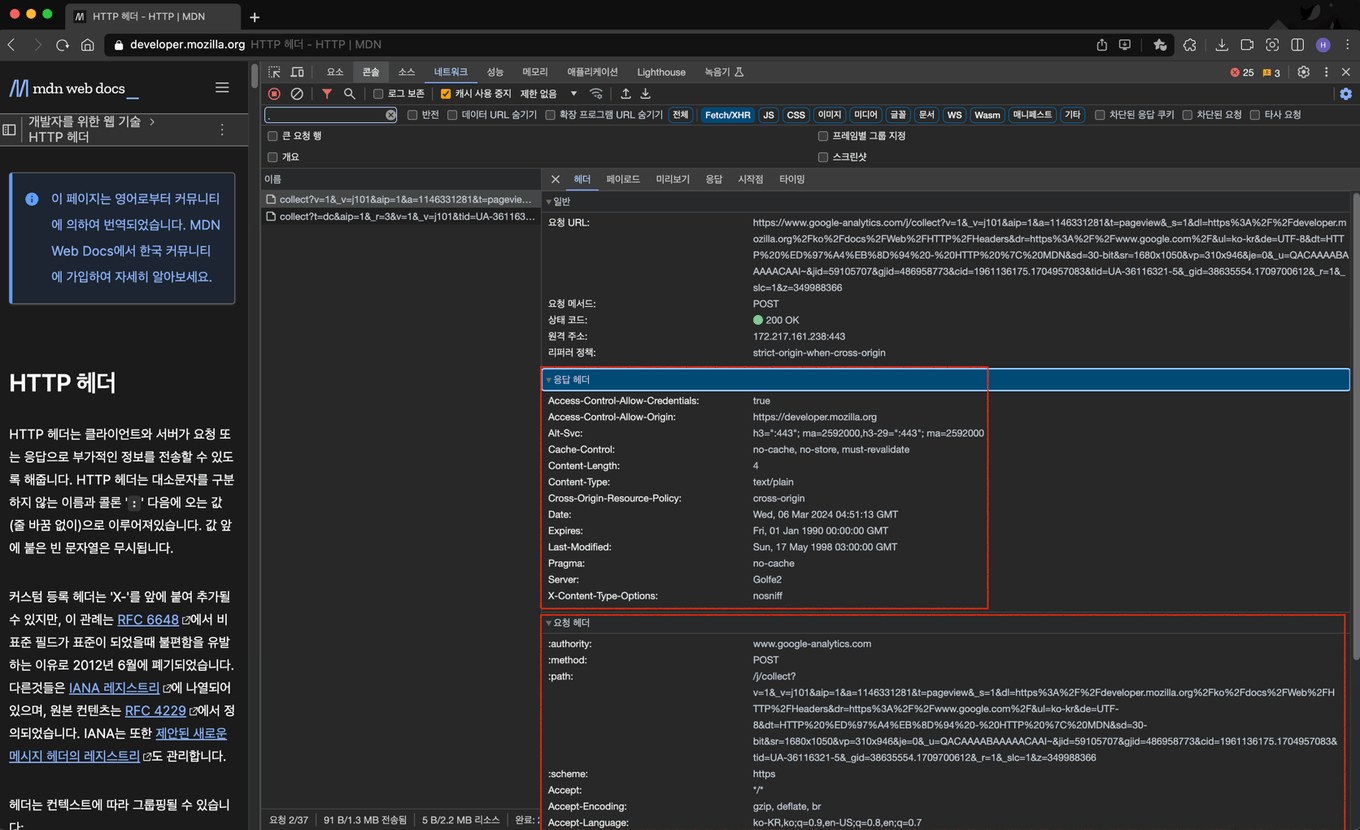 HTTP 헤더 - HTTP | MDN
developer.mozilla.org HTTP 헤더 - HTTP | MDN
H
mdn web docs_
개발자를 위한 웹 기술 >
HTTP 헤더
이 페이지는 영어로부터 커뮤니티
에 의하여 번역되었습니다. MDN
Web Docs에서 한국 커뮤니티
에 가입하여 자세히 알아보세요.
HTTP 헤더
HTTP 헤더는 클라이언트와 서버가 요청 또
는 응답으로 부가적인 정보를 전송할 수 있도
록 해줍니다. HTTP 헤더는 대소문자를 구분
하지 않는 이름과 콜론 ':' 다음에 오는 값
(줄 바꿈 없이)으로 이루어져있습니다. 값 앞
에 붙은 빈 문자열은 무시됩니다.
커스텀 등록 헤더는 'X-'를 앞에 붙여 추가될
수 있지만, 이 관례는 RFC 6648에서 비
표준 필드가 표준이 되었을때 불편함을 유발
하는 이유로 2012년 6월에 폐기되었습니다.
다른것들은 IANA 레지스트리에 나열되어
있으며, 원본 컨텐츠는 RFC 4229에서 정
의되었습니다. IANA는 또한 제안된 새로운
메시지 헤더의 레지스트리도 관리합니다.
헤더는 컨텍스트에 따라 그룹핑될 수 있습니
다:
요소 콘솔 소스 네트워크 성능 메모리 애플리케이션 Lighthouse 녹음기 25 3
로그 보존 캐시 사용 중지 제한 없음
. 반전 데이터 URL 숨기기 확장 프로그램 URL 숨기기 전체 Fetch/XHR JS CSS 이미지 미디어 글꼴 문서 WS Wasm 매니페스트 기타 차단된 응답 쿠키 차단된 요청 타사 요청
큰 요청 행 프레임별 그룹 지정
개요 스크린샷
이름
collect?v=1&_v=j101&aip=1&a=1146331281&t=pageview...
collect?t=dc&aip=1&_r=3&v=1&_v=j101&tid=UA-361163...
헤더 페이로드 미리보기 응답 시작점 타이밍
일반
요청 URL: https://www.google-analytics.com/j/collect?v=1&_v=j101&aip=1&a=1146331281&t=pageview&_s=1&dl=https%3A%2F%2Fdeveloper.m
ozilla.org%2Fko%2Fdocs%2FWeb%2FHTTP%2FHeaders&dr=https%3A%2F%2Fwww.google.com%2F&ul=ko-kr&de=UTF-8&dt=HT
TP%20%ED%97%A4%EB%8D%94%20-%20HTTP%20%7C%20MDN&sd=30-bit&sr=1680x1050&vp=310x946&je=0&_u=QACAAAABA
AAAACAAI~&jid=59105707&gjid=486958773&cid=1961136175.1704957083&tid=UA-36116321-5&_gid=38635554.1709700612&_r=1&_
slc=1&z=349988366
요청 메서드: POST
상태 코드: 200 OK
원격 주소: 172.217.161.238:443
리퍼러 정책: strict-origin-when-cross-origin
응답 헤더
Access-Control-Allow-Credentials: true
Access-Control-Allow-Origin: https://developer.mozilla.org
Alt-Svc: h3=":443"; ma=2592000,h3-29=":443"; ma=2592000
Cache-Control: no-cache, no-store, must-revalidate
Content-Length: 4
Content-Type: text/plain
Cross-Origin-Resource-Policy: cross-origin
Date: Wed, 06 Mar 2024 04:51:13 GMT
Expires: Fri, 01 Jan 1990 00:00:00 GMT
Last-Modified: Sun, 17 May 1998 03:00:00 GMT
Pragma: no-cache
Server: Golfe2
X-Content-Type-Options: nosniff
요청 헤더
:authority: www.google-analytics.com
:method: POST
:path: /j/collect?
v=1&_v=j101&aip=1&a=1146331281&t=pageview&_s=1&dl=https%3A%2F%2Fdeveloper.mozilla.org%2Fko%2Fdocs%2FWeb%2FH
TTP%2FHeaders&dr=https%3A%2F%2Fwww.google.com%2F&ul=ko-kr&de=UTF-
8&dt=HTTP%20%ED%97%A4%EB%8D%94%20-%20HTTP%20%7C%20MDN&sd=30-
bit&sr=1680x1050&vp=310x946&je=0&_u=QACAAAABAAAAACAAI~&jid=59105707&gjid=486958773&cid=1961136175.1704957083&
tid=UA-36116321-5&_gid=38635554.1709700612&_r=1&_slc=1&z=349988366
:scheme: https
Accept: */*
Accept-Encoding: gzip, deflate, br
Accept-Language: ko-KR,ko;q=0.9,en-US;q=0.8,en;q=0.7
요청 2/37 91 B/1.3 MB 전송됨 5 B/2.2 MB 리소스 완료: